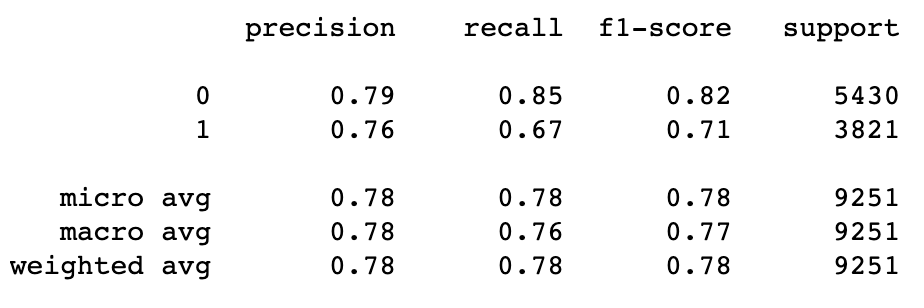 precision recall f1-score support
0 0.79 0.85 0.82 5430
1 0.76 0.67 0.71 3821
micro avg 0.78 0.78 0.78 9251
macro avg 0.78 0.76 0.77 9251
weighted avg 0.78 0.78 0.78 9251